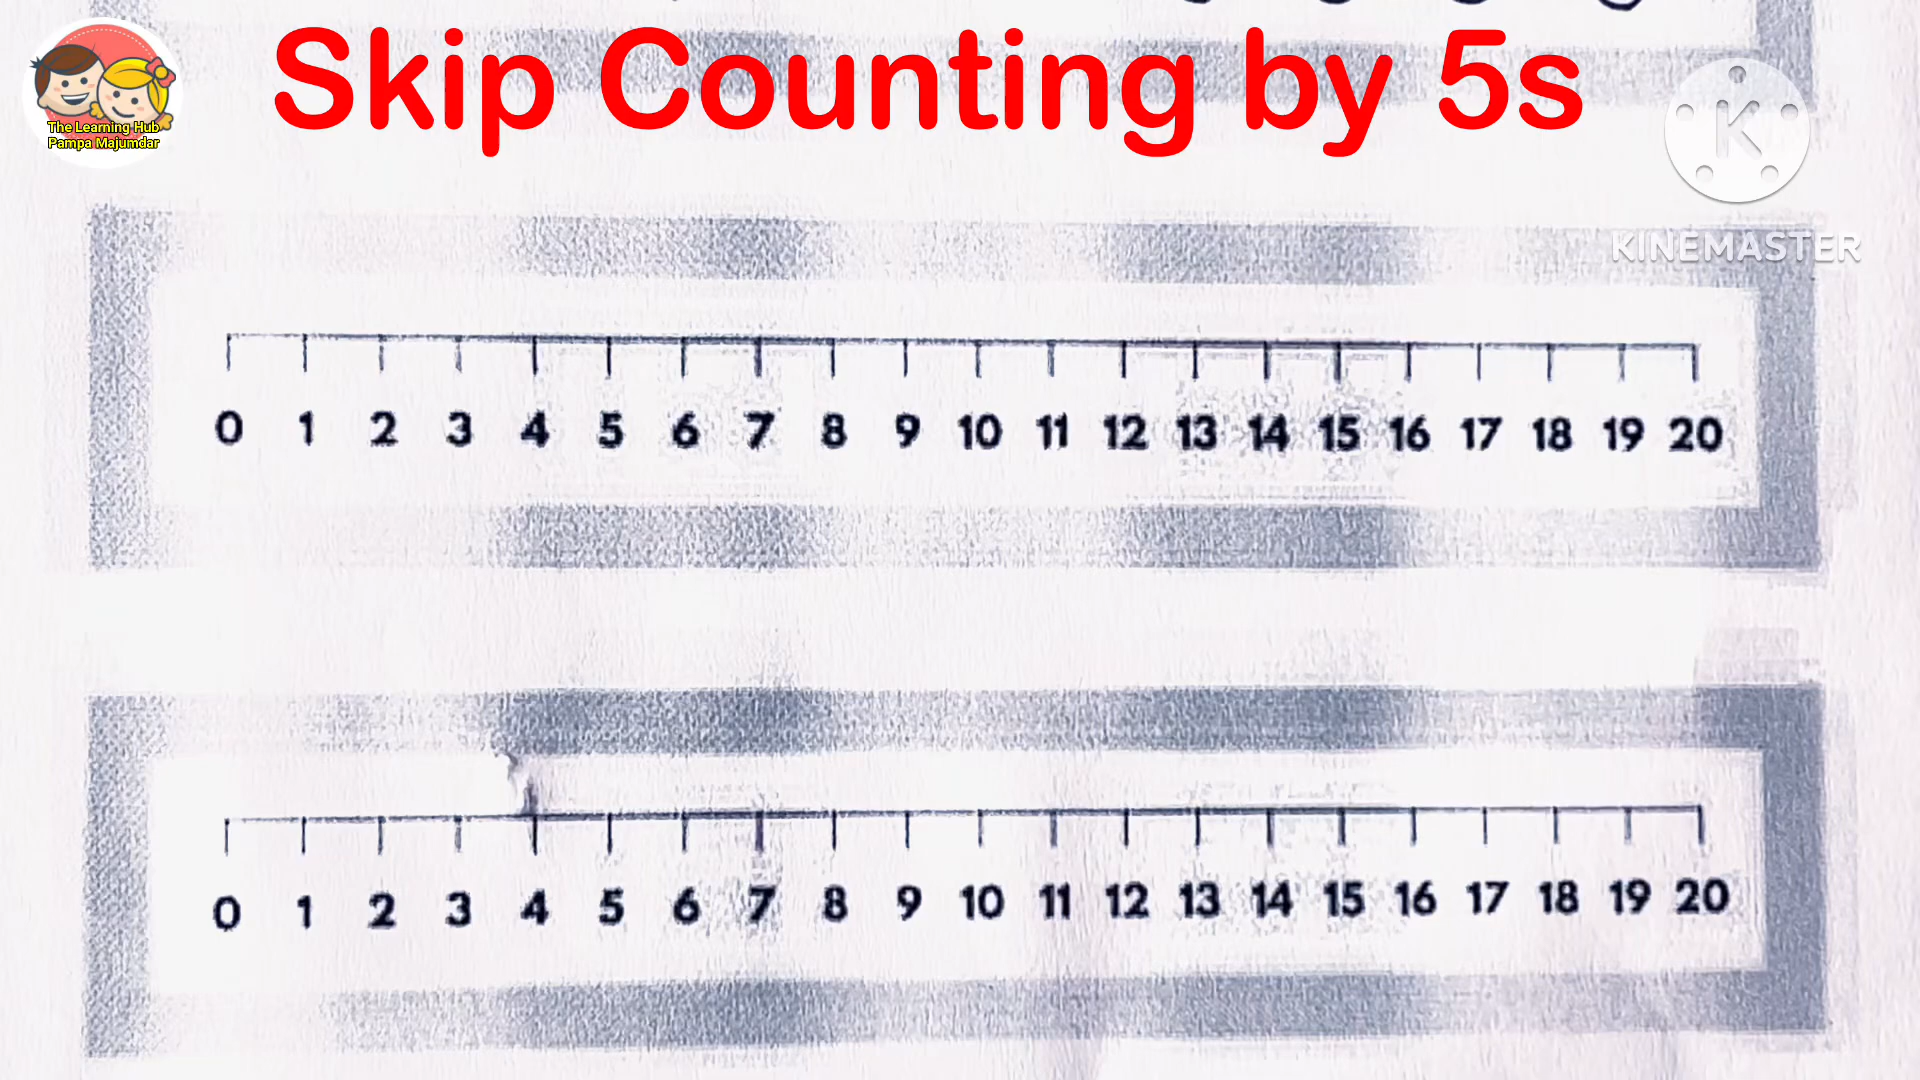 Skip Counting by 5s
The Learning Hub
Pampa Majumdar
K
KINEMASTER
0 1 2 3 4 5 6 7 8 9 10 11 12 13 14 15 16 17 18 19 20
0 1 2 3 4 5 6 7 8 9 10 11 12 13 14 15 16 17 18 19 20